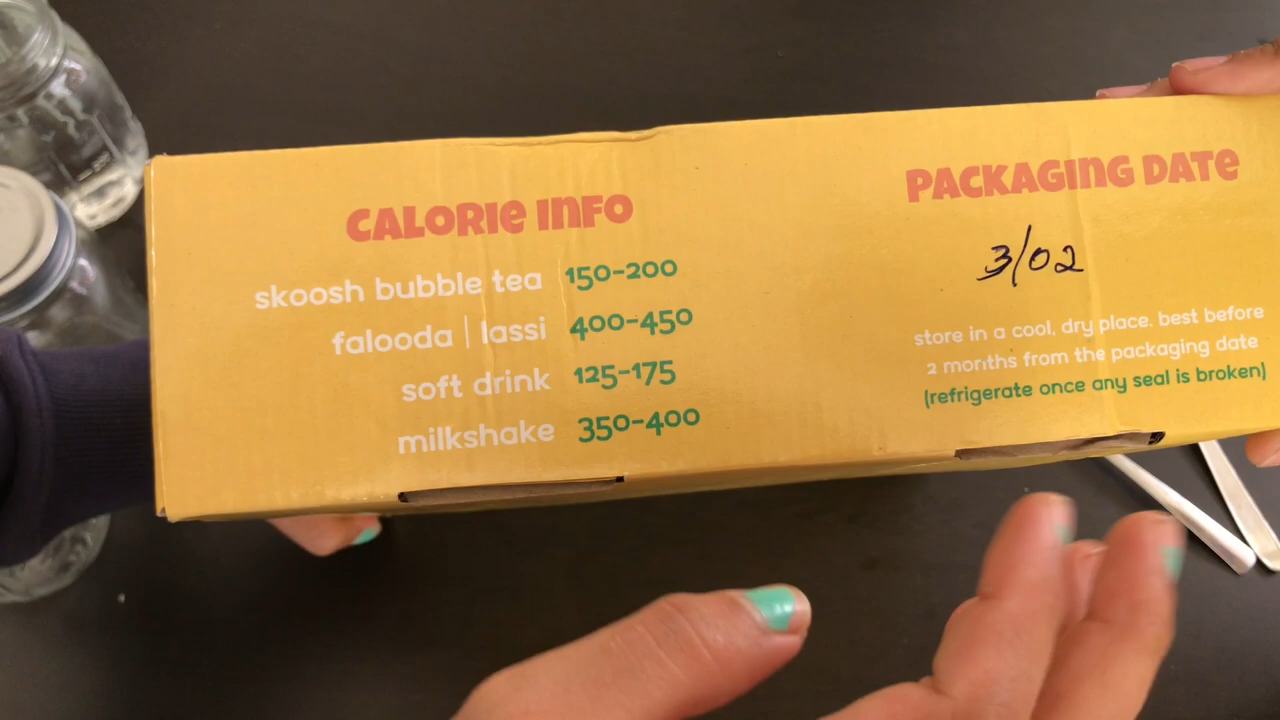 CALORIE INFO
skoosh bubble tea 150-200
falooda | lassi 400-450
soft drink 125-175
milkshake 350-400
PACKAGING DATE
3/02
store in a cool, dry place. best before
2 months from the packaging date
(refrigerate once any seal is broken)